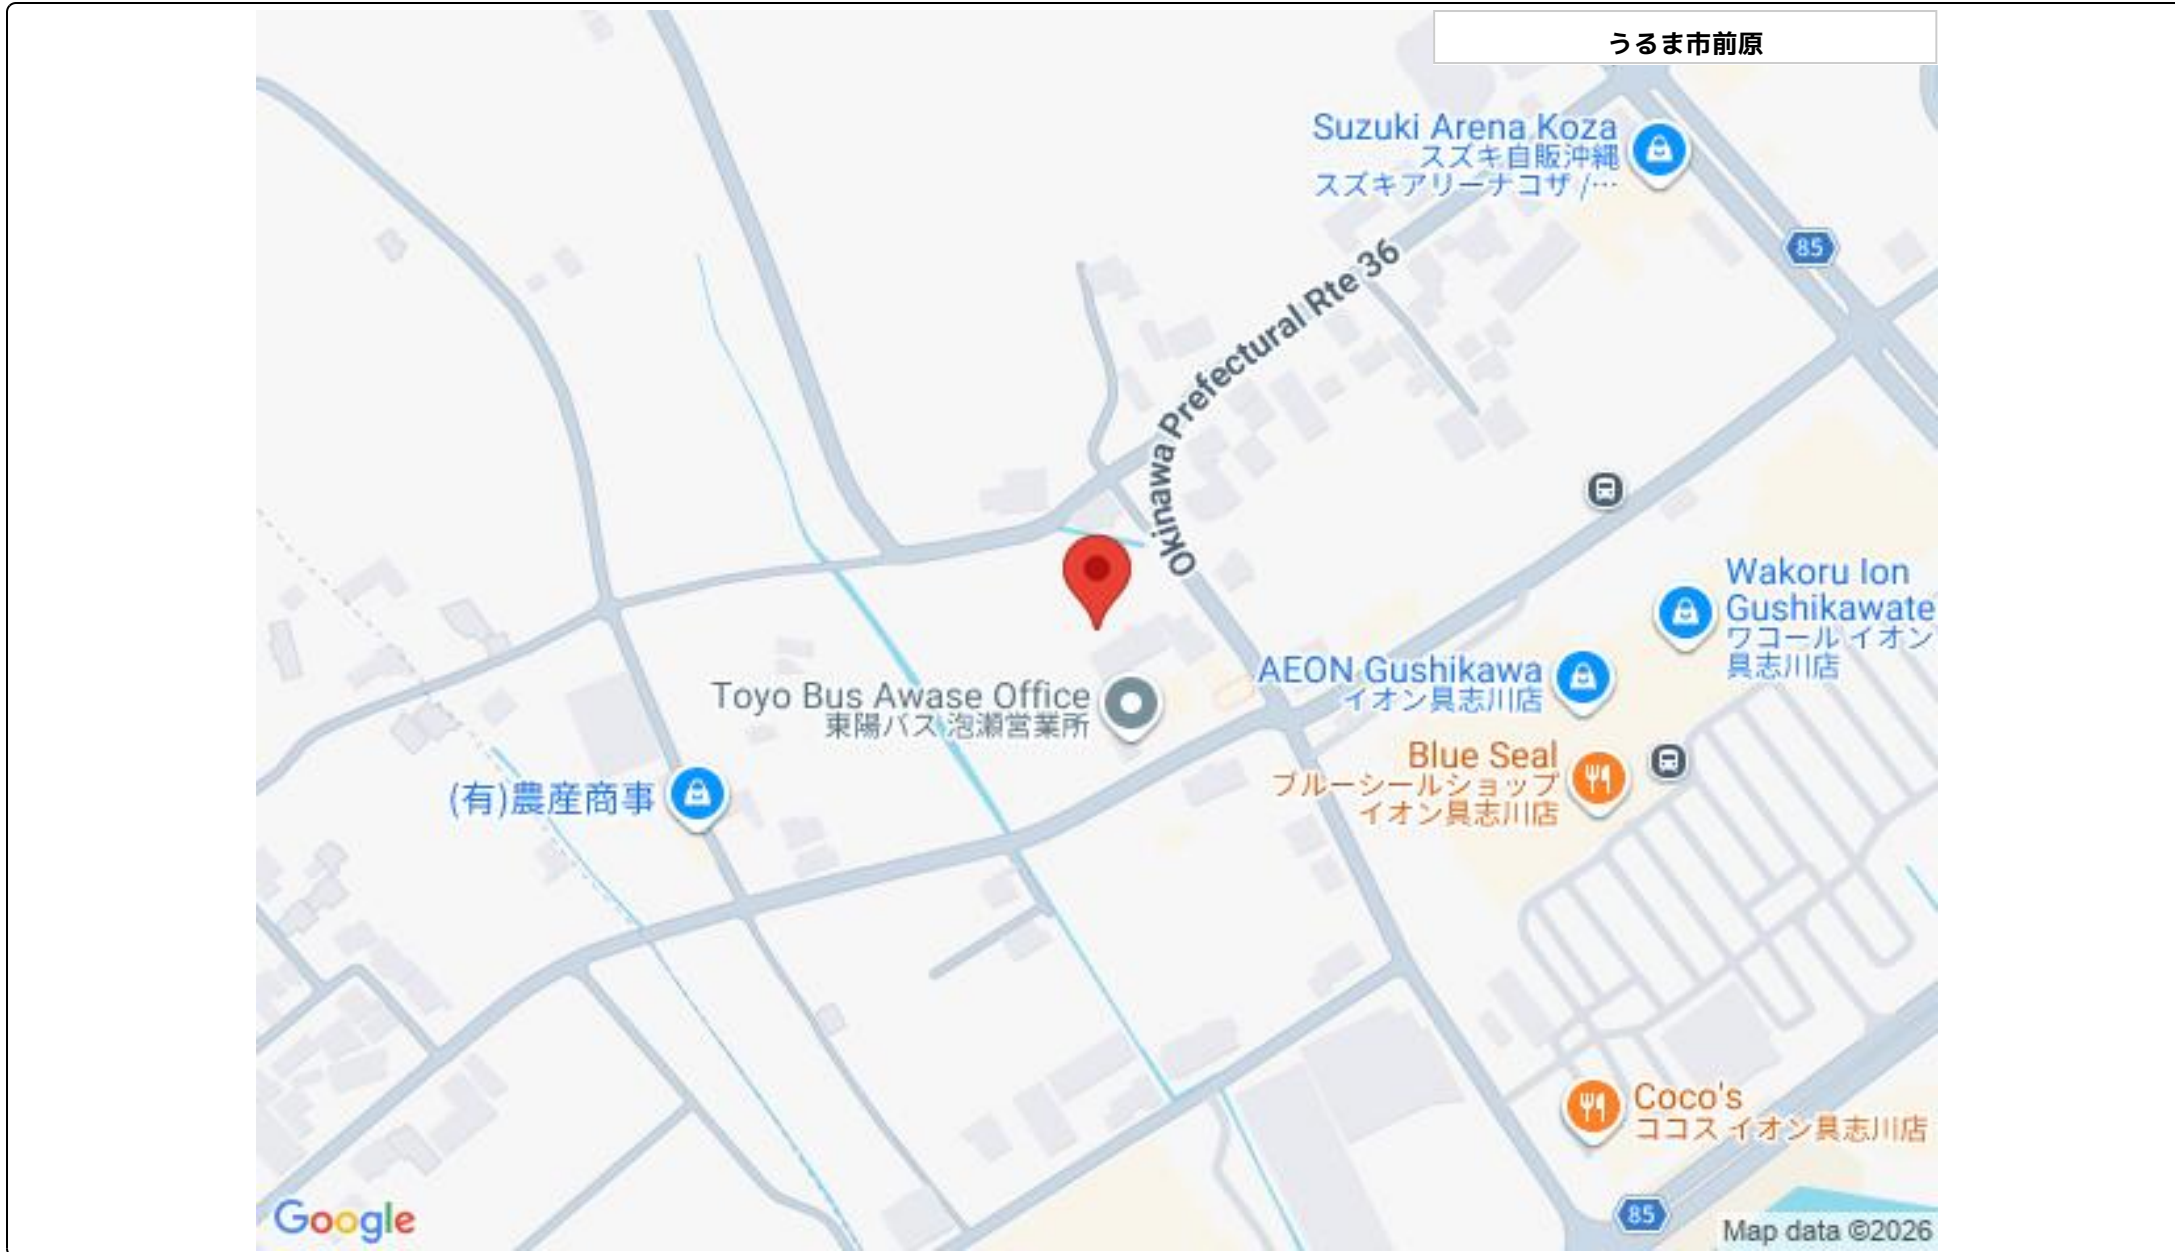 うるま市前原
Suzuki Arena Koza
スズキ自販沖縄
スズキアリーナコザ /…
85
Okinawa Prefectural Rte 36
Wakoru Ion
Gushikawate
ワコール イオン
具志川店
AEON Gushikawa
イオン具志川店
Toyo Bus Awase Office
東陽バス 泡瀬営業所
Blue Seal
ブルーシールショップ
イオン具志川店
(有)農産商事
Coco's
ココス イオン具志川店
85
Google
Map data ©2026